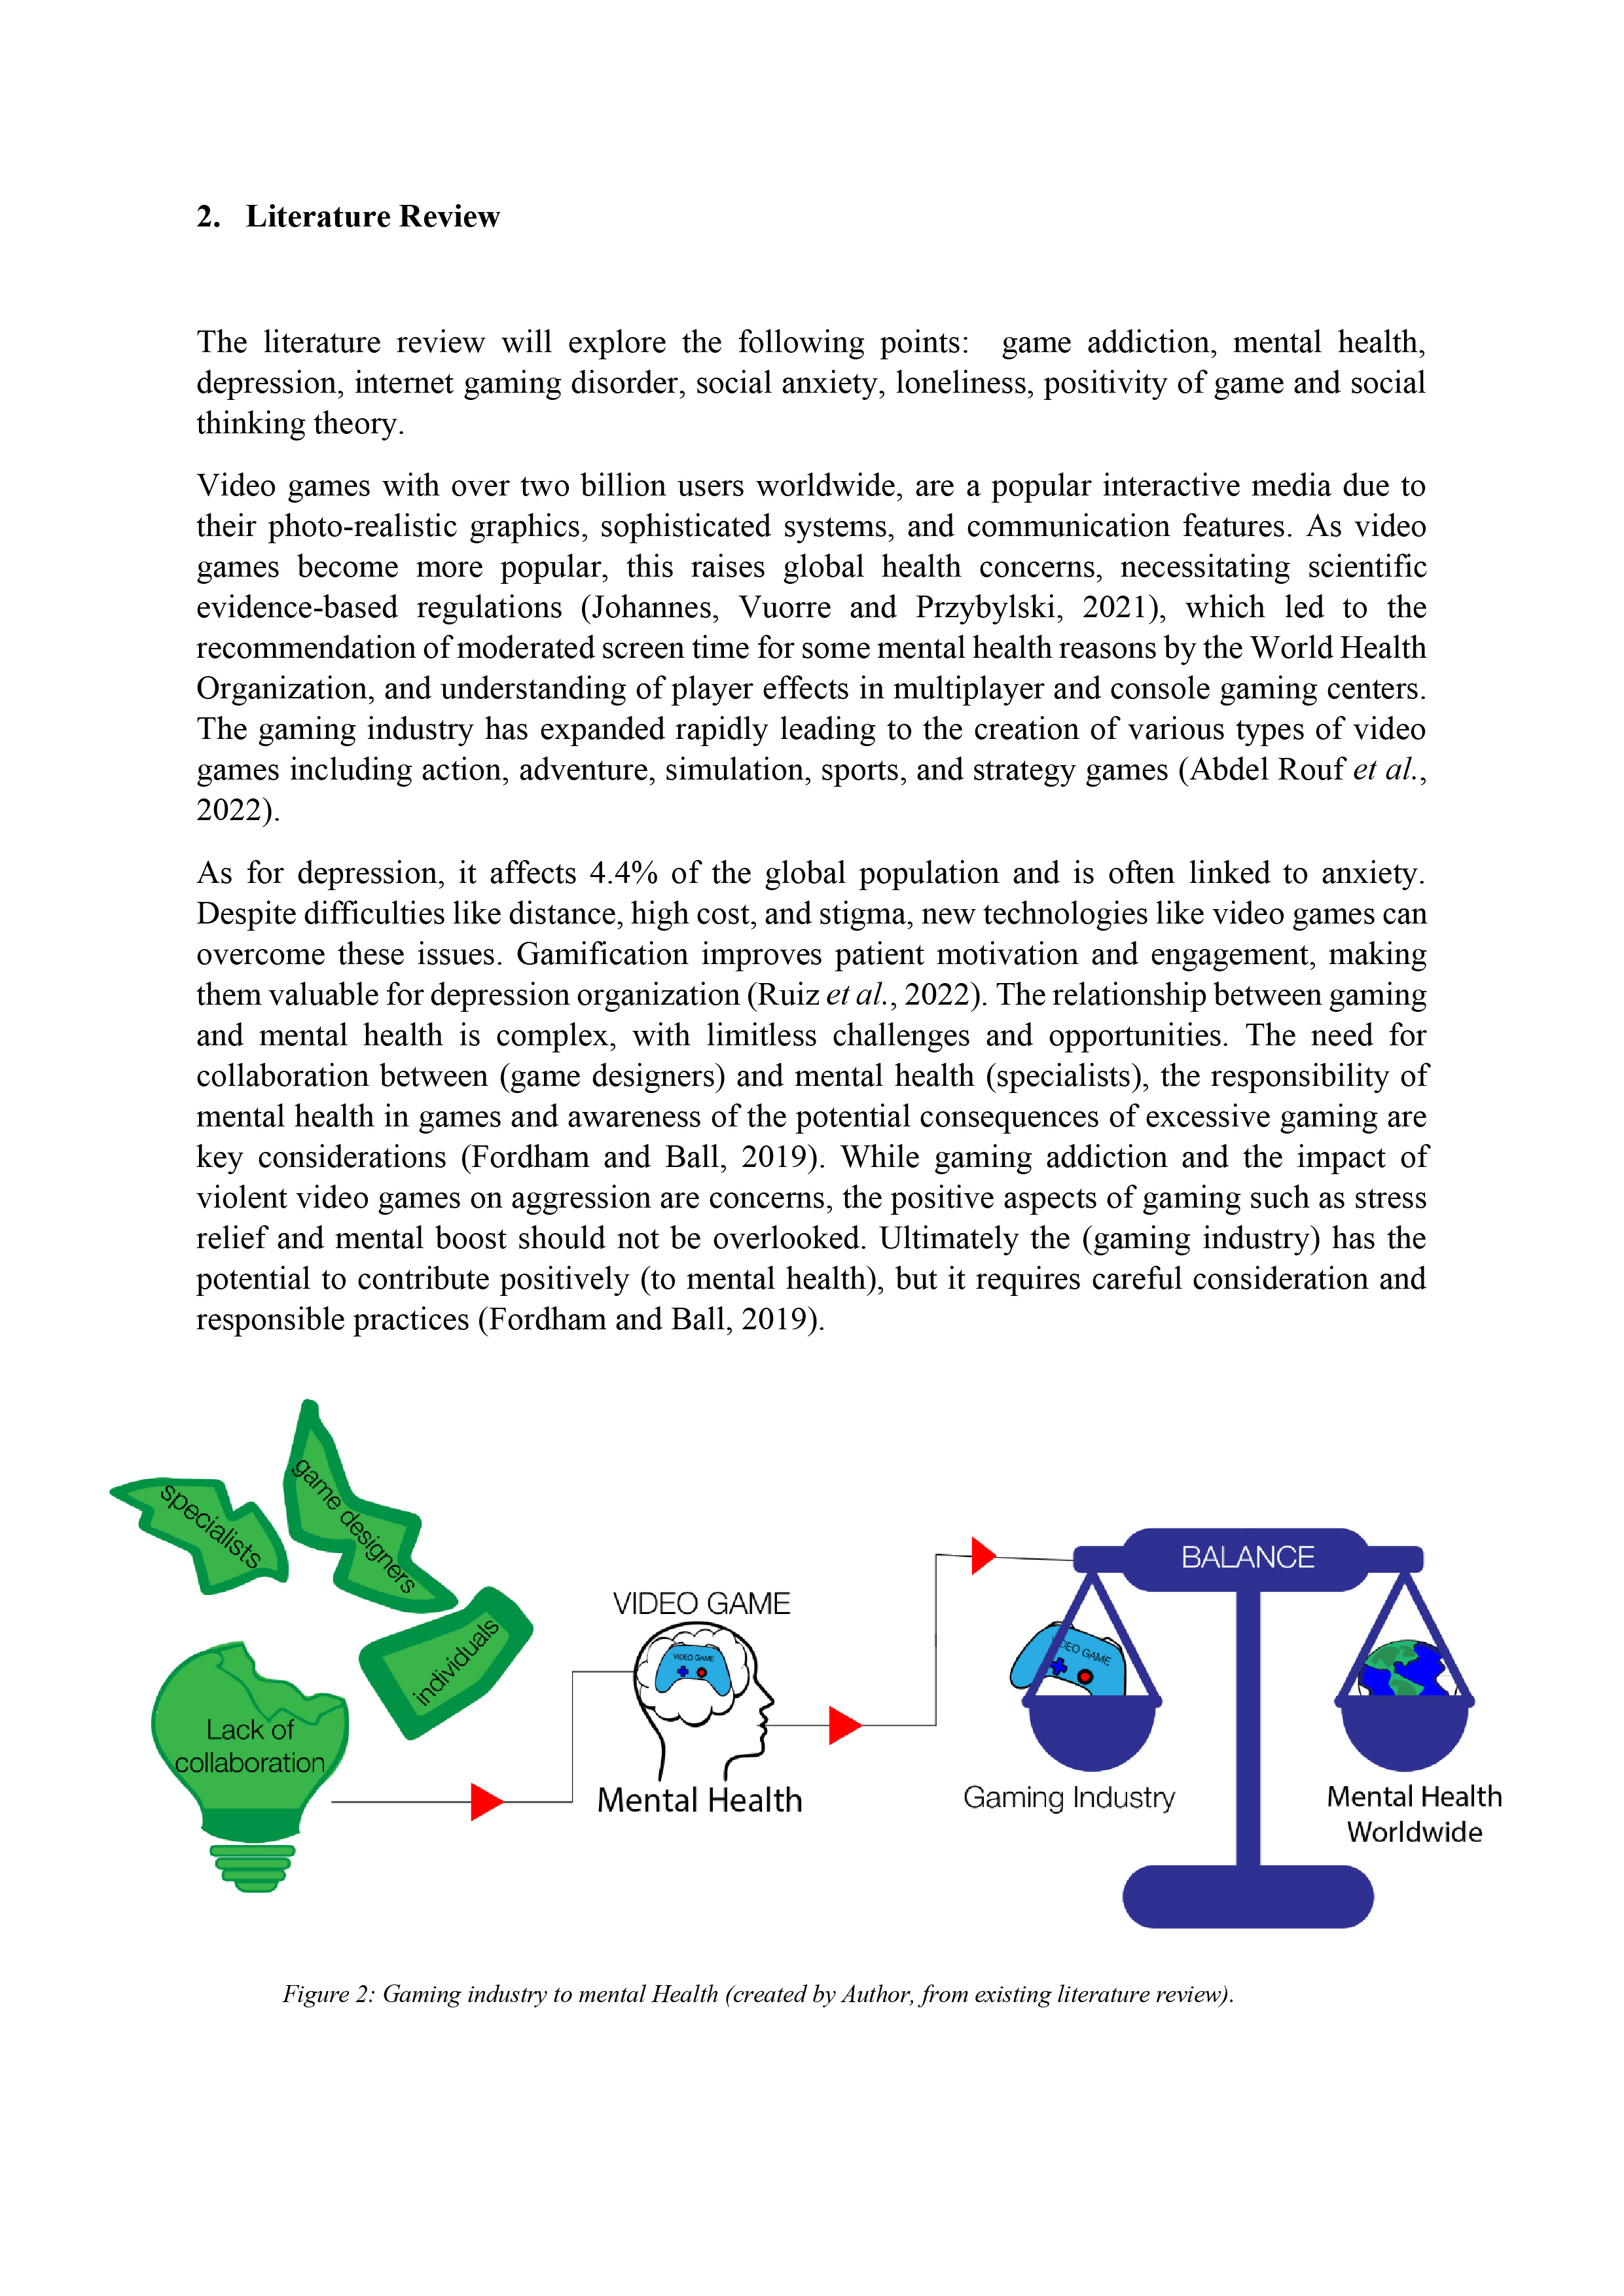 2. Literature Review
The literature review will explore the following points: game addiction, mental health,
depression, internet gaming disorder, social anxiety, loneliness, positivity of game and social
thinking theory.
Video games with over two billion users worldwide, are a popular interactive media due to
their photo-realistic graphics, sophisticated systems, and communication features. As video
games become more popular, this raises global health concerns, necessitating scientific
evidence-based regulations (Johannes, Vuorre and Przybylski, 2021), which led to the
recommendation of moderated screen time for some mental health reasons by the World Health
Organization, and understanding of player effects in multiplayer and console gaming centers.
The gaming industry has expanded rapidly leading to the creation of various types of video
games including action, adventure, simulation, sports, and strategy games (Abdel Rouf et al.,
2022).
As for depression, it affects 4.4% of the global population and is often linked to anxiety.
Despite difficulties like distance, high cost, and stigma, new technologies like video games can
overcome these issues. Gamification improves patient motivation and engagement, making
them valuable for depression organization (Ruiz et al., 2022). The relationship between gaming
and mental health is complex, with limitless challenges and opportunities. The need for
collaboration between (game designers) and mental health (specialists), the responsibility of
mental health in games and awareness of the potential consequences of excessive gaming are
key considerations (Fordham and Ball, 2019). While gaming addiction and the impact of
violent video games on aggression are concerns, the positive aspects of gaming such as stress
relief and mental boost should not be overlooked. Ultimately the (gaming industry) has the
potential to contribute positively (to mental health), but it requires careful consideration and
responsible practices (Fordham and Ball, 2019).
specialists
game designers
individuals
Lack of
collaboration
VIDEO GAME
VIDEO GAME
Mental Health
BALANCE
DEO GAME
Gaming Industry
Mental Health
Worldwide
Figure 2: Gaming industry to mental Health (created by Author, from existing literature review).